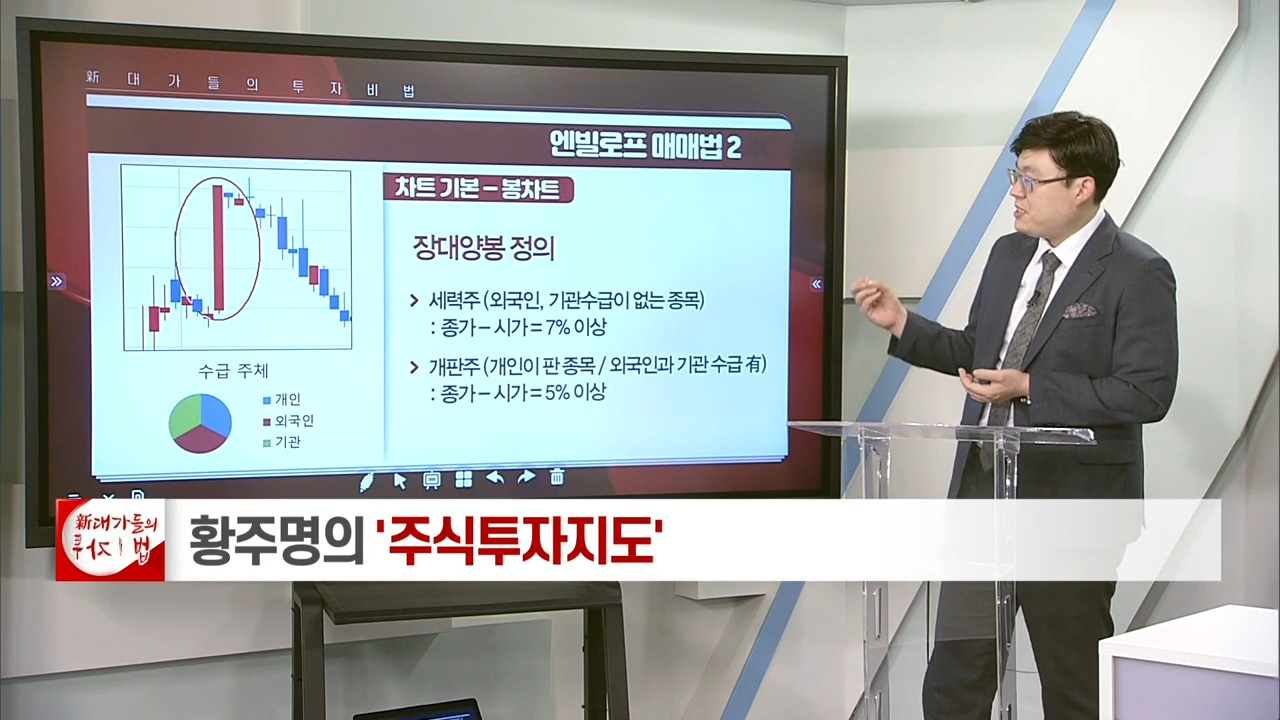 新 대 가 들 의 투 자 비 법
엔빌로프 매매법 2
차트 기본 – 봉차트
장대양봉 정의
세력주 (외국인, 기관수급이 없는 종목)
: 종가 – 시가 = 7% 이상
개판주 (개인이 판 종목 / 외국인과 기관 수급 有)
: 종가 – 시가 = 5% 이상
수급 주체
개인
외국인
기관
新대가들의
투자비법
황주명의 '주식투자지도'